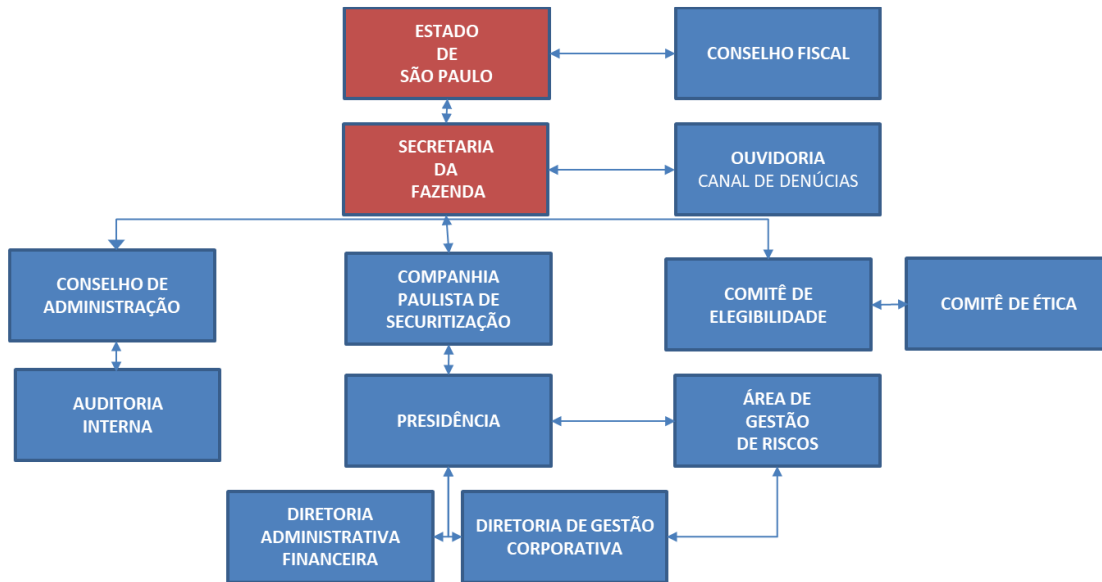 ESTADO
DE
SÃO PAULO
CONSELHO FISCAL
SECRETARIA
DA
FAZENDA
OUVIDORIA
CANAL DE DENÚCIAS
CONSELHO DE
ADMINISTRAÇÃO
COMPANHIA
PAULISTA DE
SECURITIZAÇÃO
COMITÊ DE
ELEGIBILIDADE
COMITÊ DE ÉTICA
AUDITORIA
INTERNA
PRESIDÊNCIA
ÁREA DE
GESTÃO
DE RISCOS
DIRETORIA
ADMINISTRATIVA
FINANCEIRA
DIRETORIA DE GESTÃO
CORPORATIVA